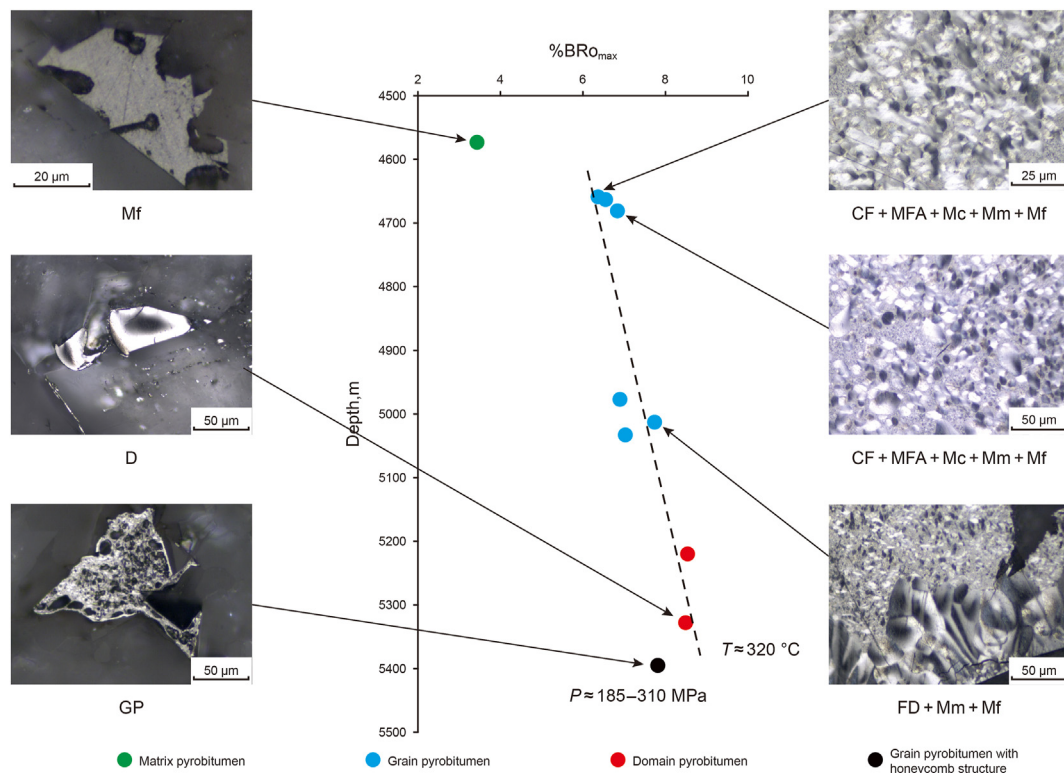 %BRomax
2 4 6 8 10
4500
4600
4700
4800
4900
5000
5100
5200
5300
5400
5500
Depth,m
20 μm
Mf
50 μm
D
50 μm
GP
25 μm
CF + MFA + Mc + Mm + Mf
50 μm
CF + MFA + Mc + Mm + Mf
50 μm
FD + Mm + Mf
T ≈ 320 °C
P ≈ 185–310 MPa
Matrix pyrobitumen
Grain pyrobitumen
Domain pyrobitumen
Grain pyrobitumen with
honeycomb structure